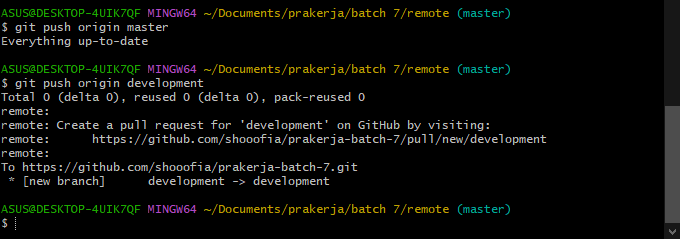 ASUS@DESKTOP-4UIK7QF MINGW64 ~/Documents/prakerja/batch 7/remote (master)
$ git push origin master
Everything up-to-date
ASUS@DESKTOP-4UIK7QF MINGW64 ~/Documents/prakerja/batch 7/remote (master)
$ git push origin development
Total 0 (delta 0), reused 0 (delta 0), pack-reused 0
remote:
remote: Create a pull request for 'development' on GitHub by visiting:
remote:      https://github.com/shooofia/prakerja-batch-7/pull/new/development
remote:
To https://github.com/shooofia/prakerja-batch-7.git
 * [new branch]      development -> development
ASUS@DESKTOP-4UIK7QF MINGW64 ~/Documents/prakerja/batch 7/remote (master)
$